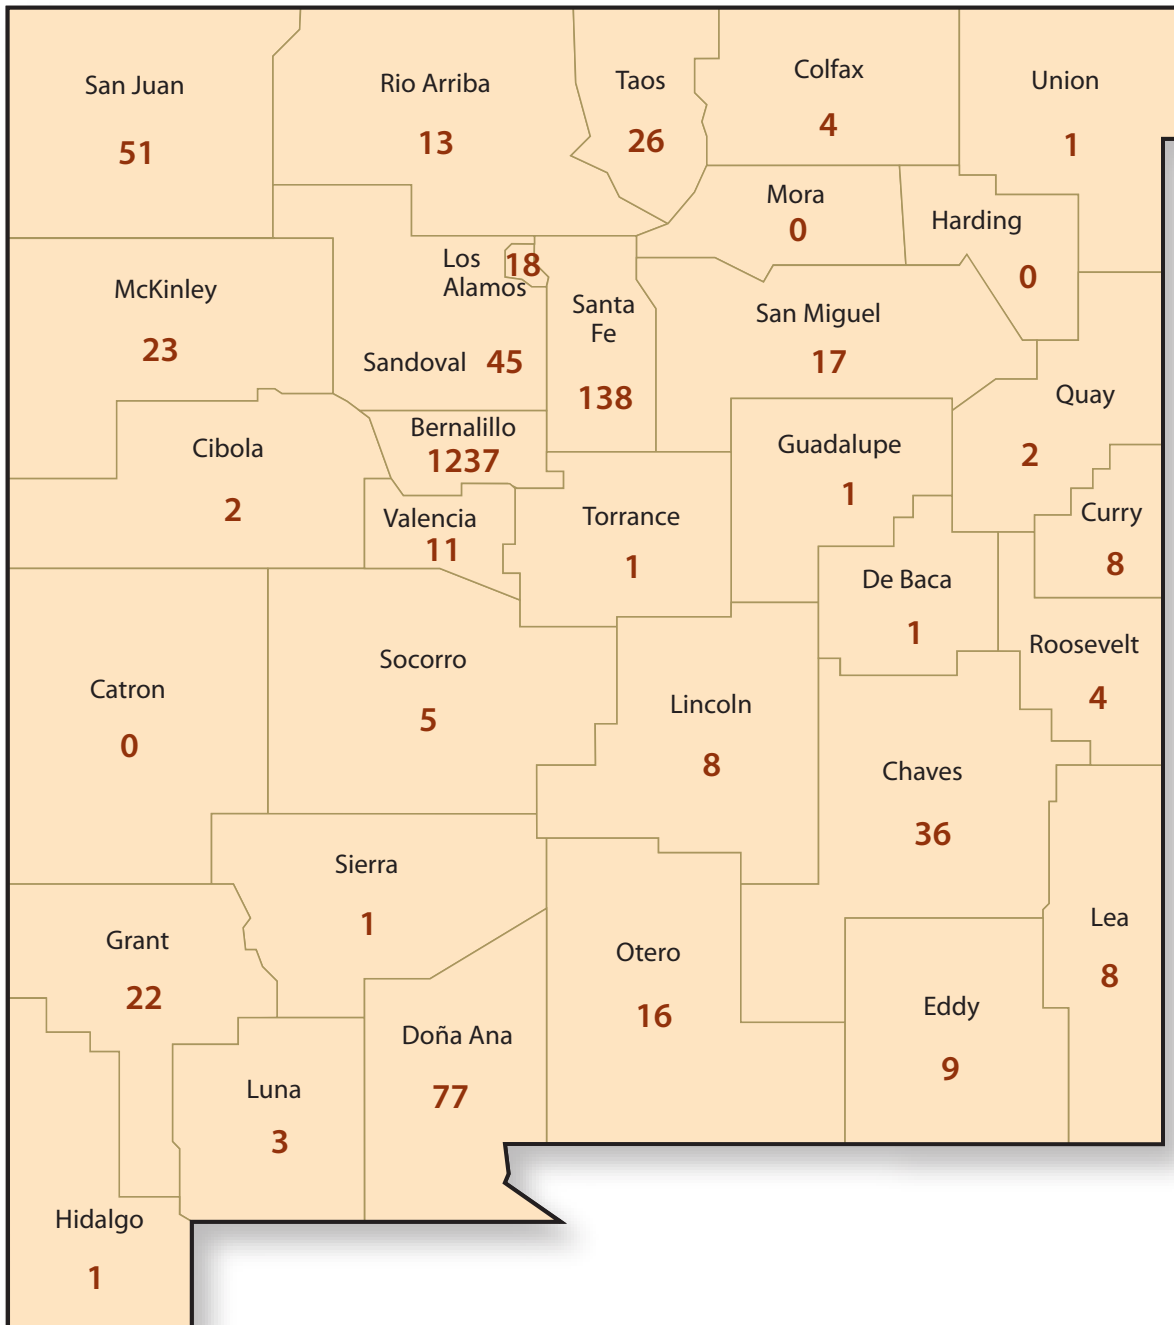 San Juan
51
Rio Arriba
13
Taos
26
Colfax
4
Union
1
Mora
0
Harding
0
McKinley
23
Los
Alamos
18
Sandoval 45
Santa
Fe
138
San Miguel
17
Quay
2
Cibola
2
Bernalillo
1237
Valencia
11
Torrance
1
Guadalupe
1
Curry
8
De Baca
1
Roosevelt
4
Catron
0
Socorro
5
Lincoln
8
Chaves
36
Sierra
1
Grant
22
Otero
16
Lea
8
Eddy
9
Doña Ana
77
Luna
3
Hidalgo
1